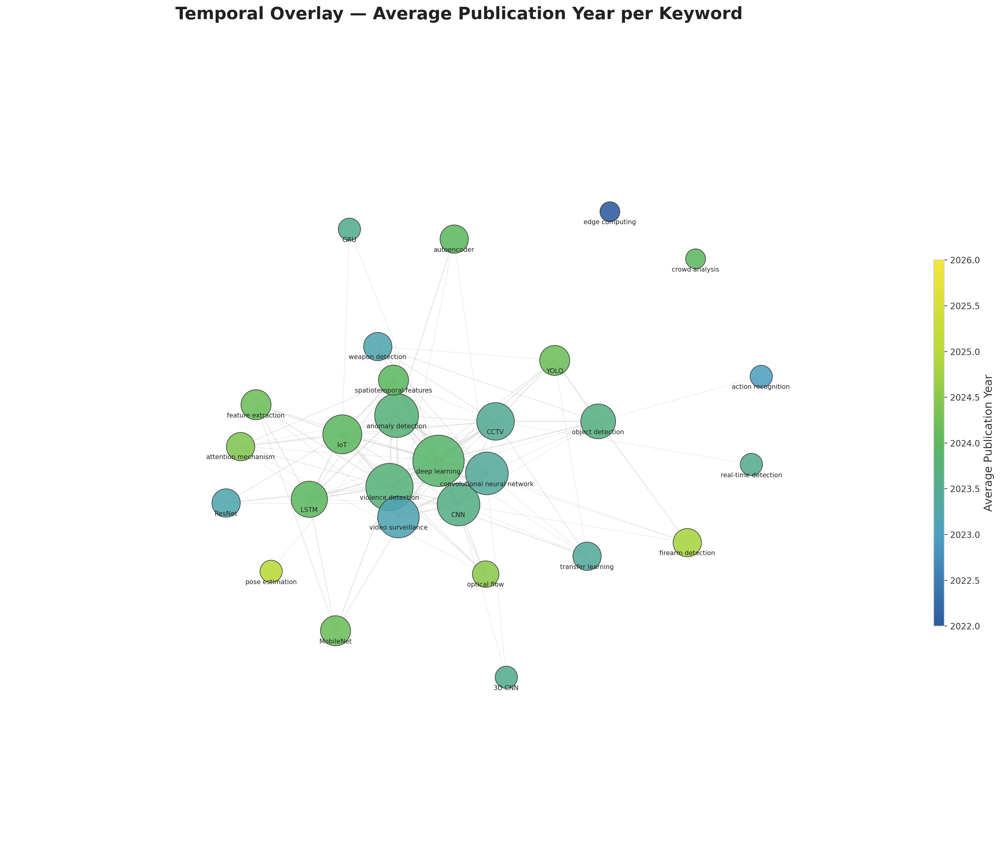 Temporal Overlay — Average Publication Year per Keyword
edge computing
GRU
autoencoder
crowd analysis
weapon detection
YOLO
action recognition
spatiotemporal features
feature extraction
anomaly detection
CCTV
object detection
IoT
attention mechanism
deep learning
real-time detection
convolutional neural network
violence detection
LSTM
ResNet
CNN
video surveillance
firearm detection
transfer learning
pose estimation
optical flow
MobileNet
3D CNN
2026.0
2025.5
2025.0
2024.5
2024.0
2023.5
2023.0
2022.5
2022.0
Average Publication Year